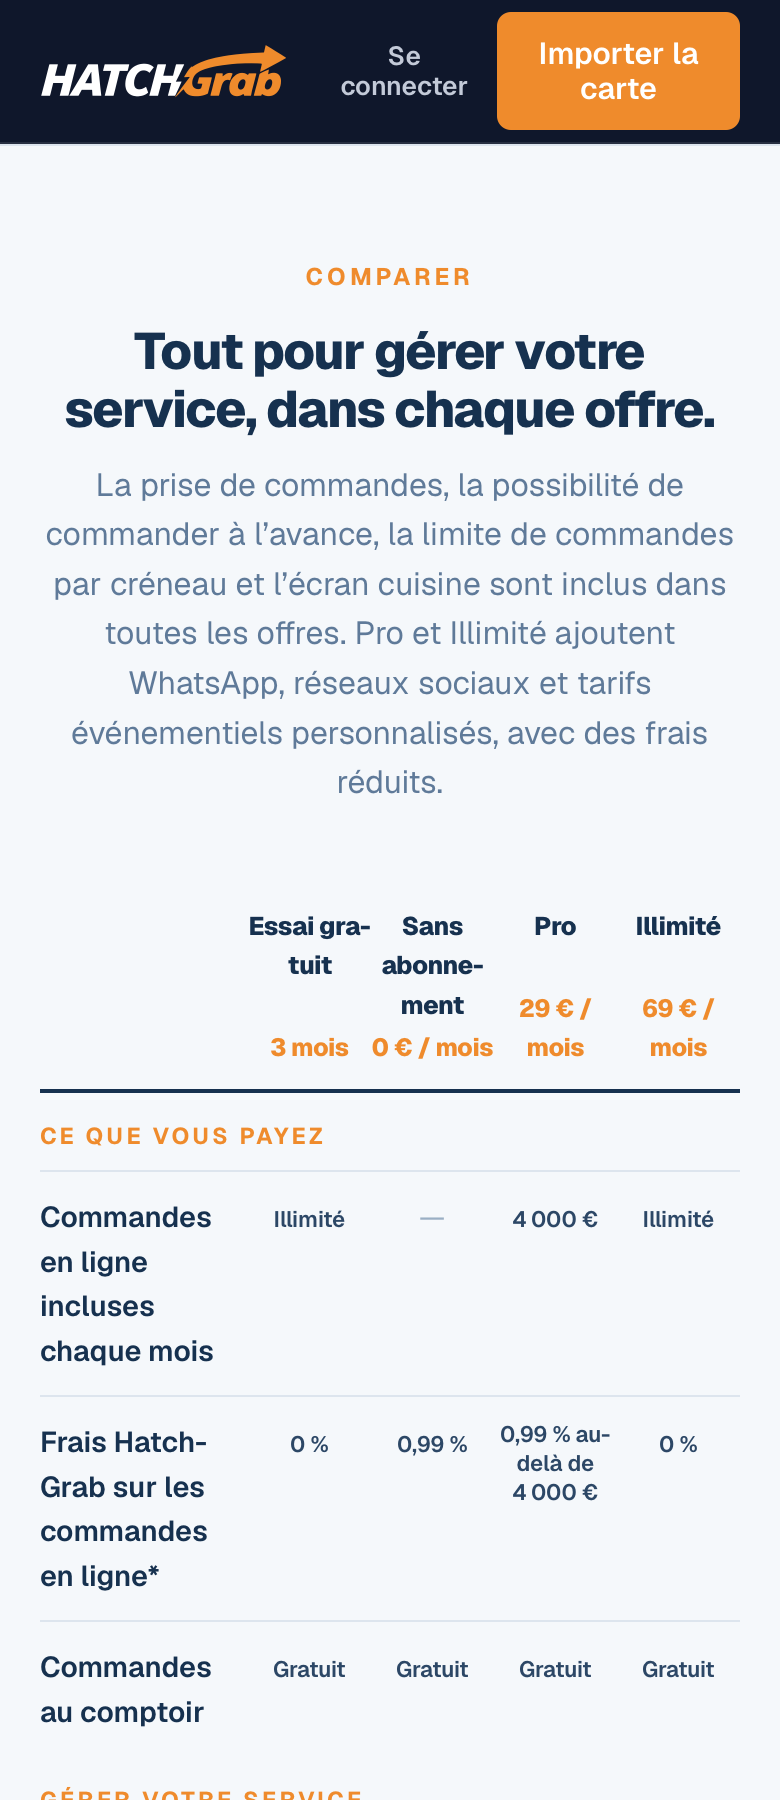 HATCHGrab
Se
connecter
Importer la
carte
COMPARER
Tout pour gérer votre
service, dans chaque offre.
La prise de commandes, la possibilité de
commander à l’avance, la limite de commandes
par créneau et l’écran cuisine sont inclus dans
toutes les offres. Pro et Illimité ajoutent
WhatsApp, réseaux sociaux et tarifs
événementiels personnalisés, avec des frais
réduits.
Essai gra-
tuit
3 mois
Sans
abonne-
ment
0 € / mois
Pro
29 € /
mois
Illimité
69 € /
mois
CE QUE VOUS PAYEZ
Commandes
en ligne
incluses
chaque mois
Illimité
—
4 000 €
Illimité
Frais Hatch-
Grab sur les
commandes
en ligne*
0 %
0,99 %
0,99 % au-
delà de
4 000 €
0 %
Commandes
au comptoir
Gratuit
Gratuit
Gratuit
Gratuit
GÉRER VOTRE SERVICE